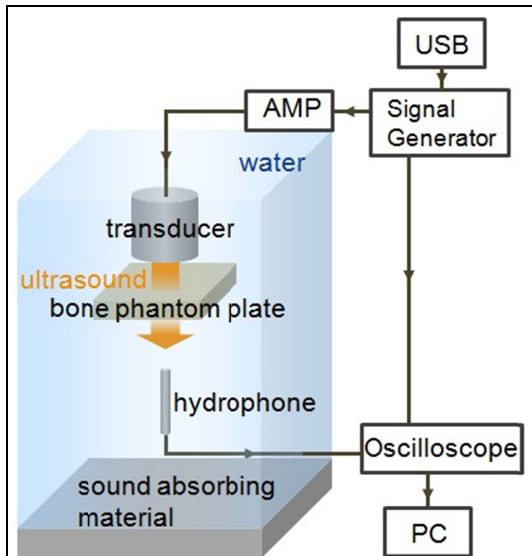 USB
AMP
Signal
Generator
water
transducer
ultrasound
bone phantom plate
hydrophone
Oscilloscope
sound absorbing
material
PC